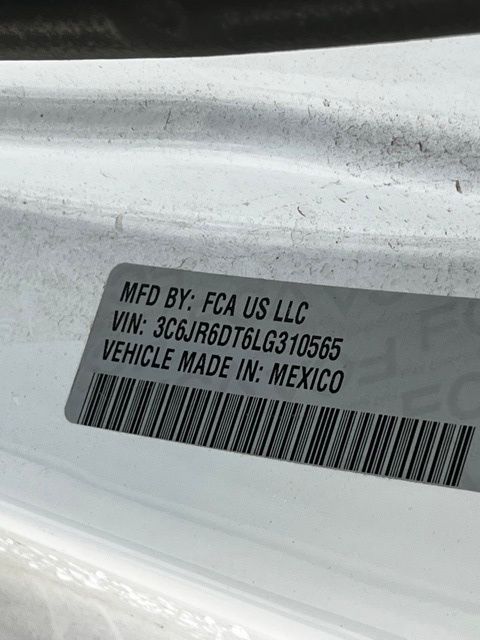 MFD BY: FCA US LLC
VIN: 3C6JR6DT6LG310565
VEHICLE MADE IN: MEXICO